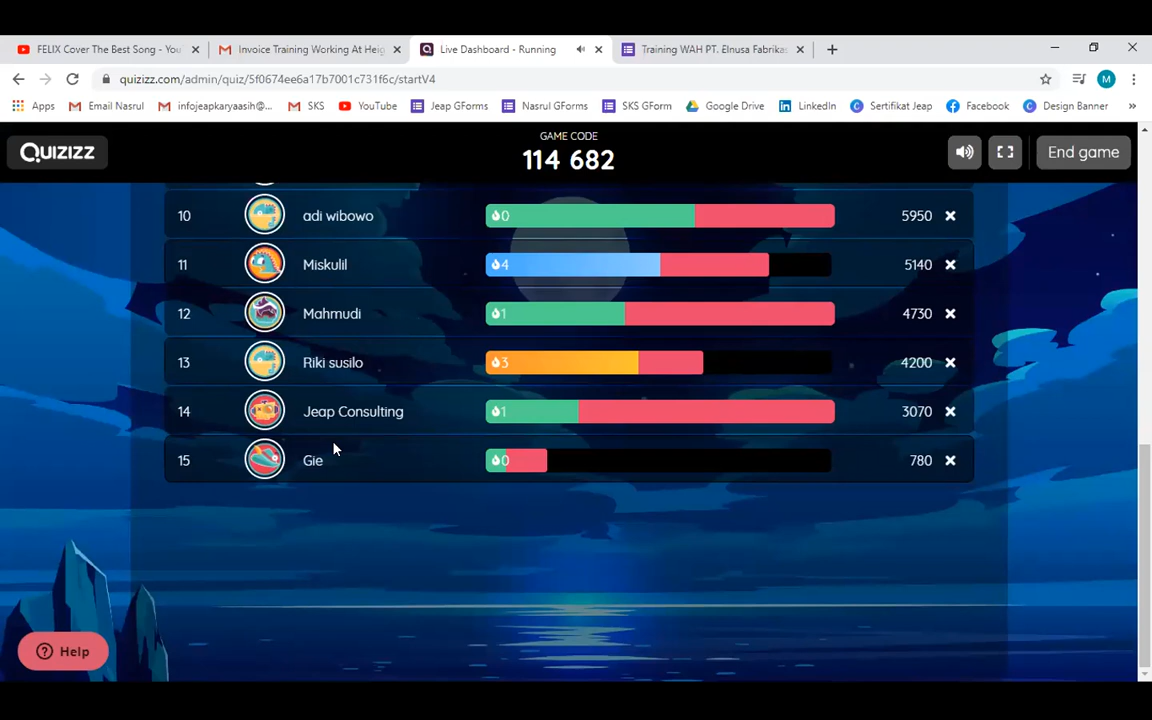 FELIX Cover The Best Song - You
Invoice Training Working At Heig
Live Dashboard - Running
Training WAH PT. Elnusa Fabrikas
quizizz.com/admin/quiz/5f0674ee6a17b7001c731f6c/startV4
M
Apps
Email Nasrul
infojeapkaryaasih@...
SKS
YouTube
Jeap GForms
Nasrul GForms
SKS GForm
Google Drive
LinkedIn
Sertifikat Jeap
Facebook
Design Banner
Quizizz
GAME CODE
114 682
End game
10 adi wibowo 0 5950
11 Miskulil 4 5140
12 Mahmudi 1 4730
13 Riki susilo 3 4200
14 Jeap Consulting 1 3070
15 Gie 0 780
Help